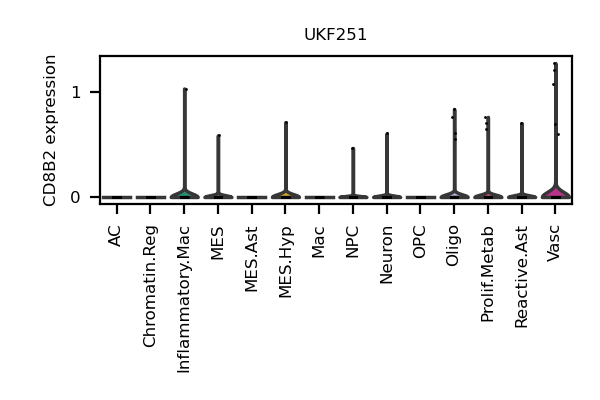 UKF251
CD8B2 expression
1
0
AC
Chromatin.Reg
Inflammatory.Mac
MES
MES.Ast
MES.Hyp
Mac
NPC
Neuron
OPC
Oligo
Prolif.Metab
Reactive.Ast
Vasc